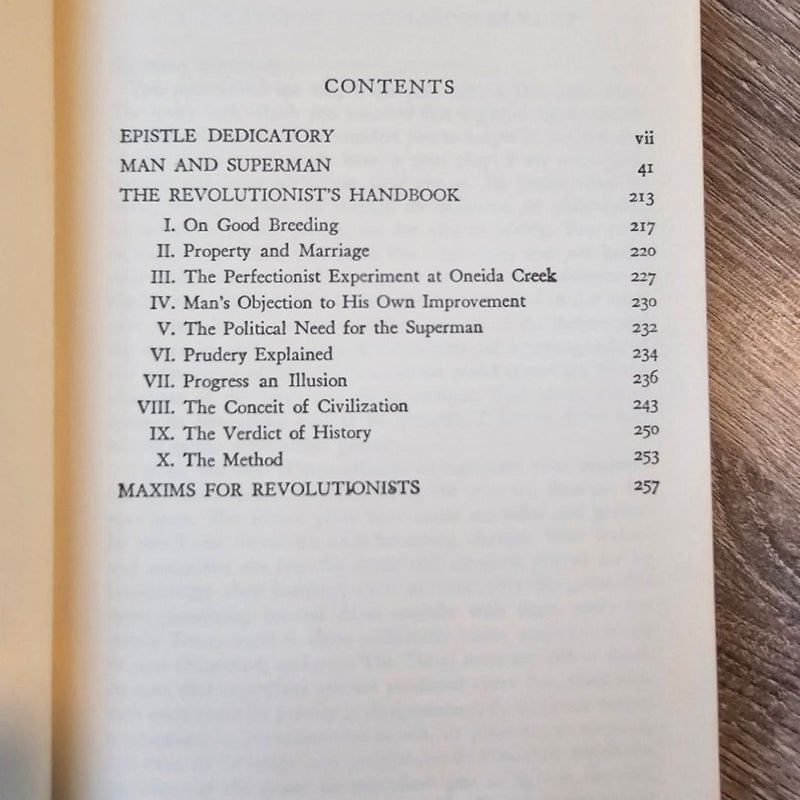 CONTENTS
EPISTLE DEDICATORY vii
MAN AND SUPERMAN 41
THE REVOLUTIONIST'S HANDBOOK 213
I. On Good Breeding 217
II. Property and Marriage 220
III. The Perfectionist Experiment at Oneida Creek 227
IV. Man's Objection to His Own Improvement 230
V. The Political Need for the Superman 232
VI. Prudery Explained 234
VII. Progress an Illusion 236
VIII. The Conceit of Civilization 243
IX. The Verdict of History 250
X. The Method 253
MAXIMS FOR REVOLUTIONISTS 257